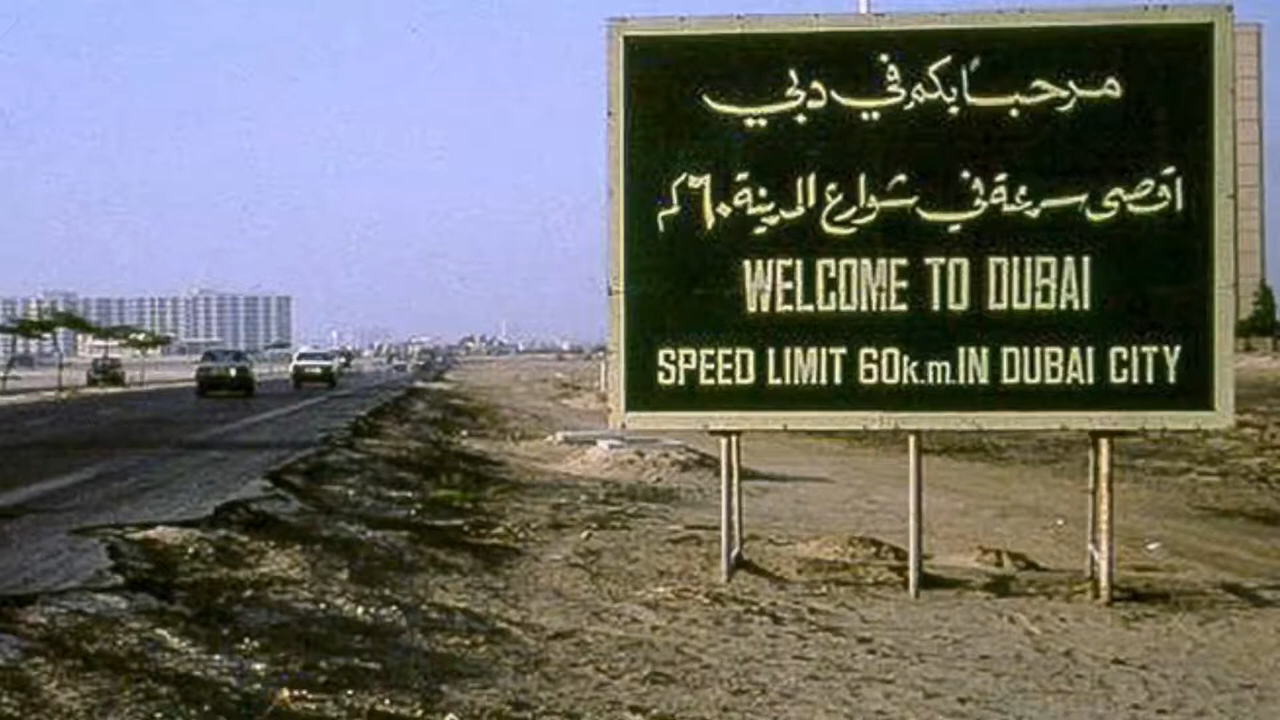 مرحباً بكم في دبي
اقصى سرعة في شوارع المدينة ٦٠ كم
WELCOME TO DUBAI
SPEED LIMIT 60k.m.IN DUBAI CITY